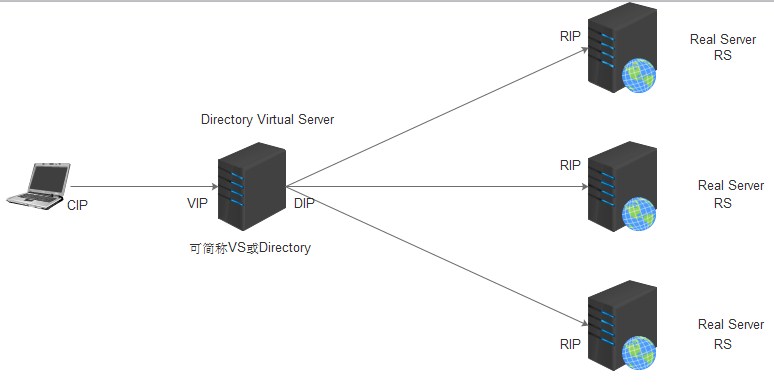 RIP
Real Server
RS
Directory Virtual Server
CIP
VIP
DIP
可简称VS或Directory
RIP
Real Server
RS
Real Server
RIP
RS